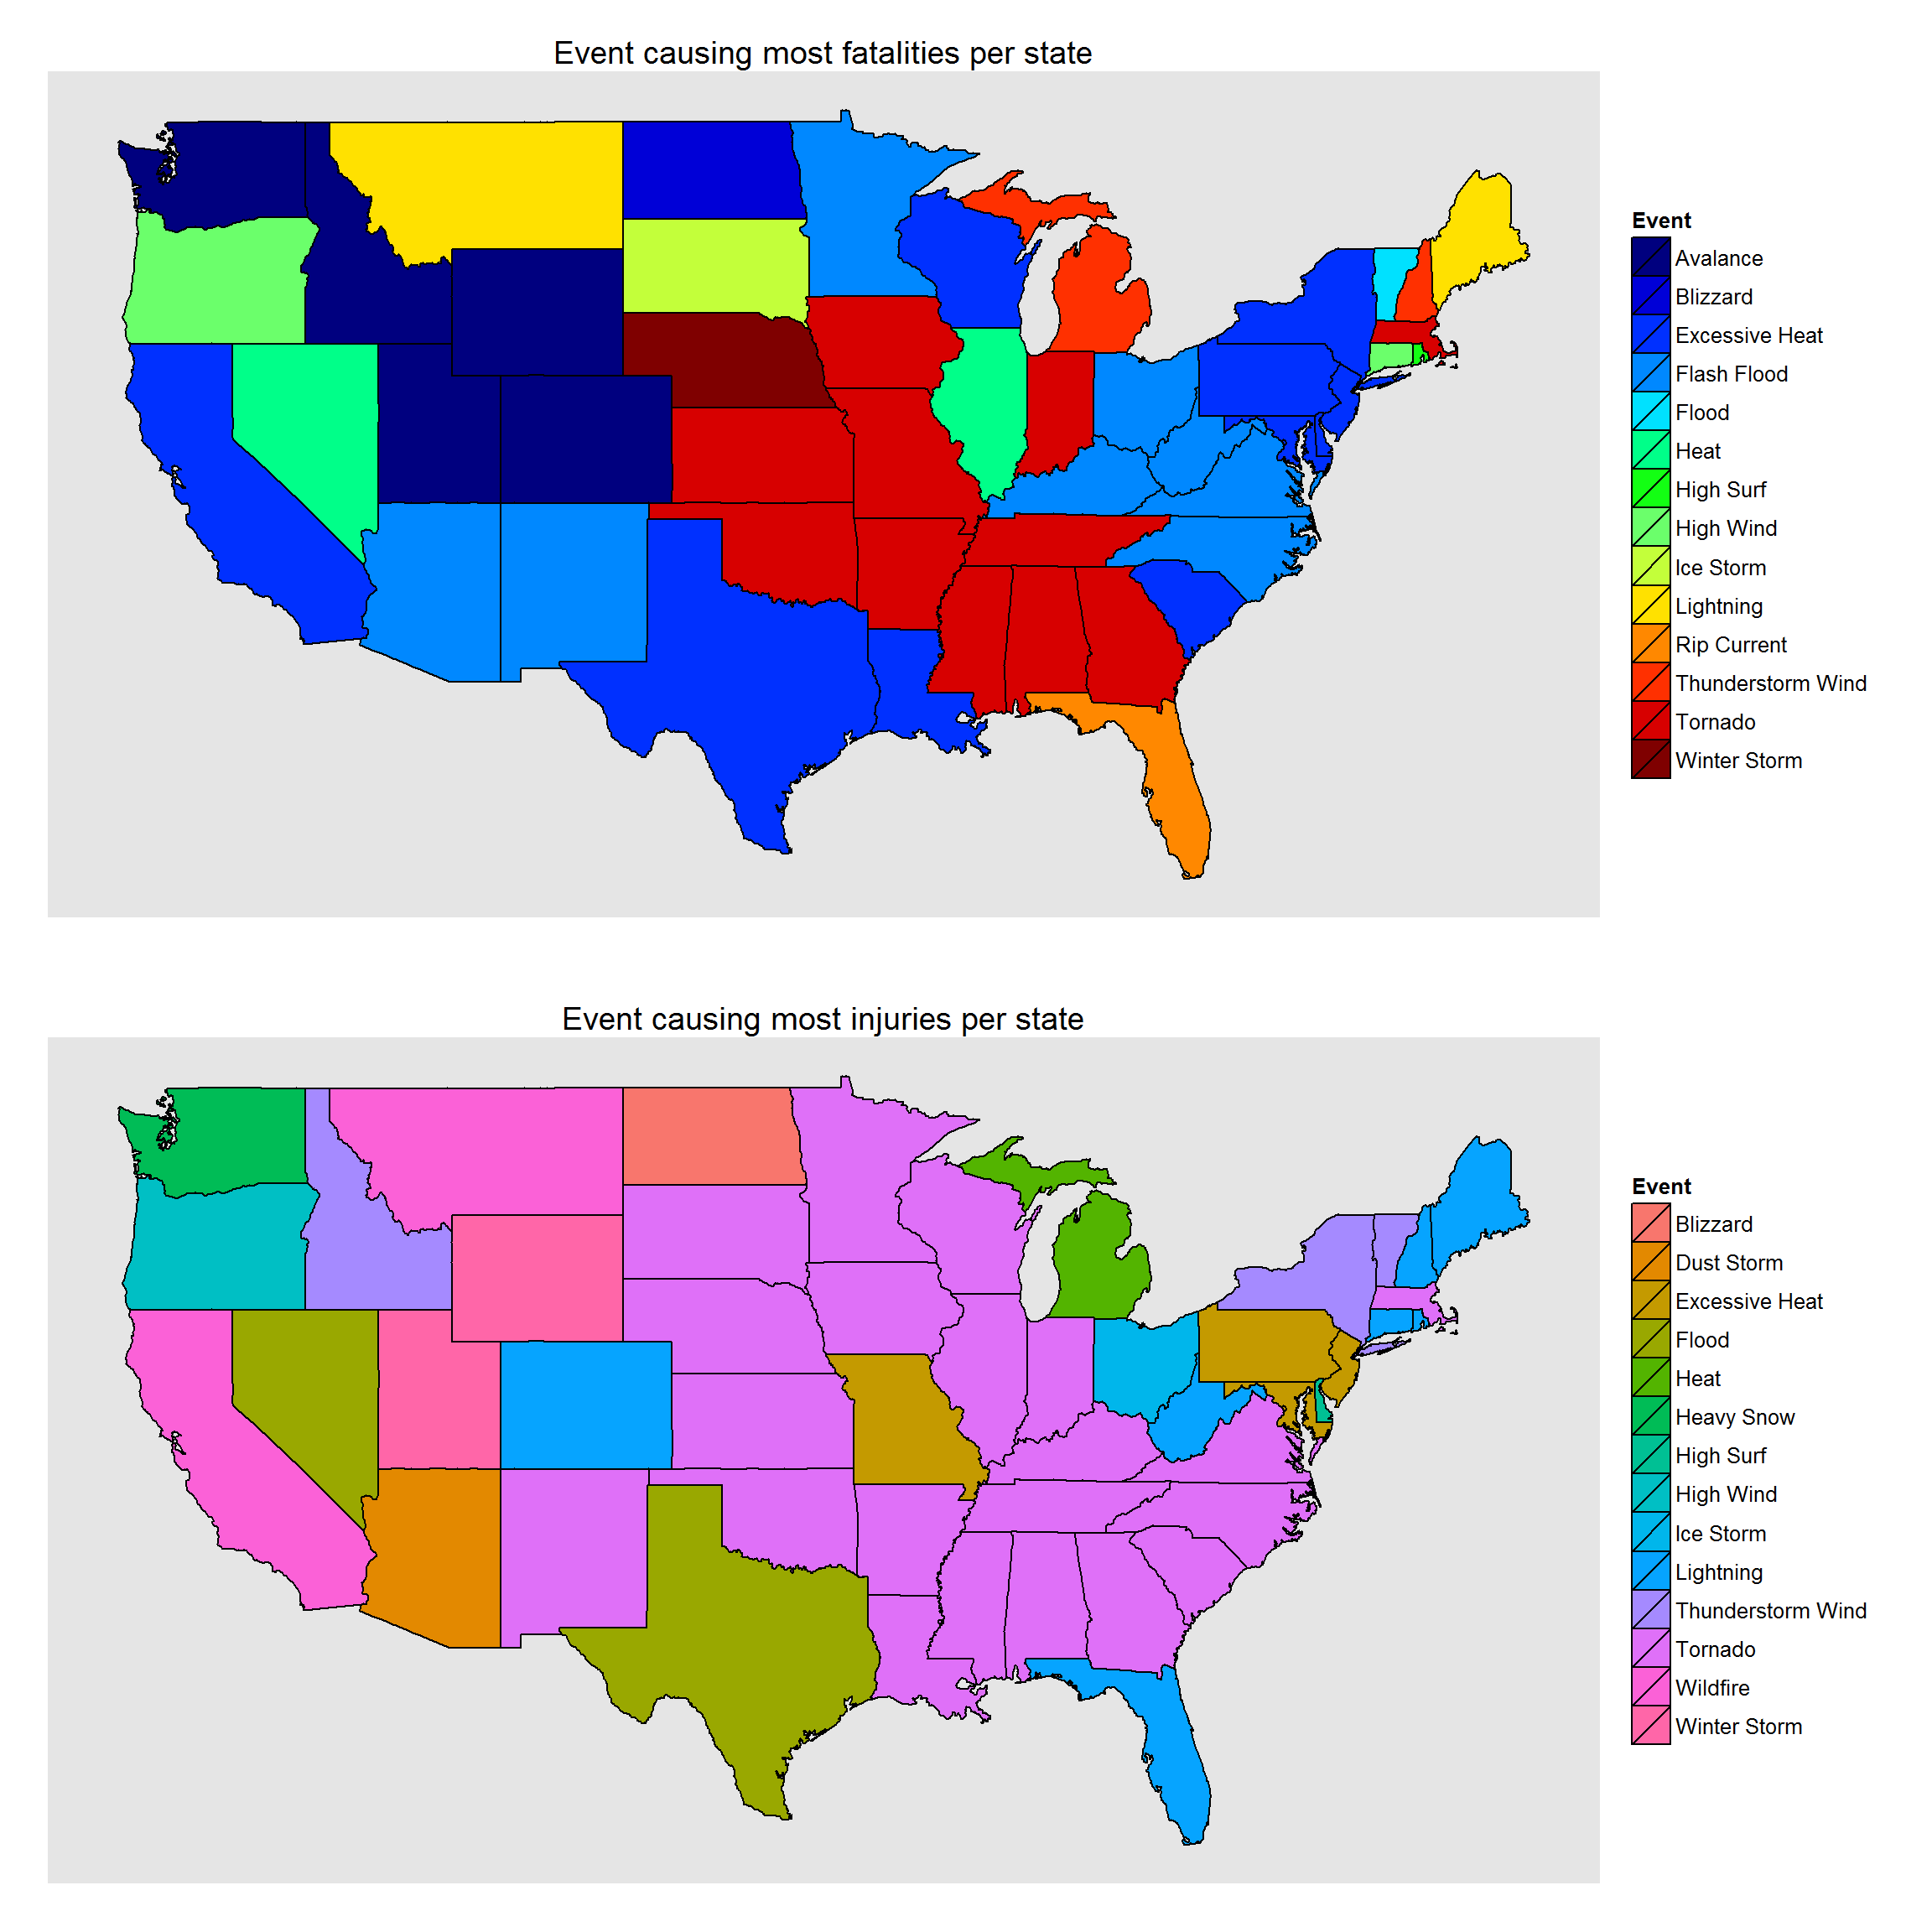 Event causing most fatalities per state
Event
Avalance
Blizzard
Excessive Heat
Flash Flood
Flood
Heat
High Surf
High Wind
Ice Storm
Lightning
Rip Current
Thunderstorm Wind
Tornado
Winter Storm
Event causing most injuries per state
Event
Blizzard
Dust Storm
Excessive Heat
Flood
Heat
Heavy Snow
High Surf
High Wind
Ice Storm
Lightning
Thunderstorm Wind
Tornado
Wildfire
Winter Storm